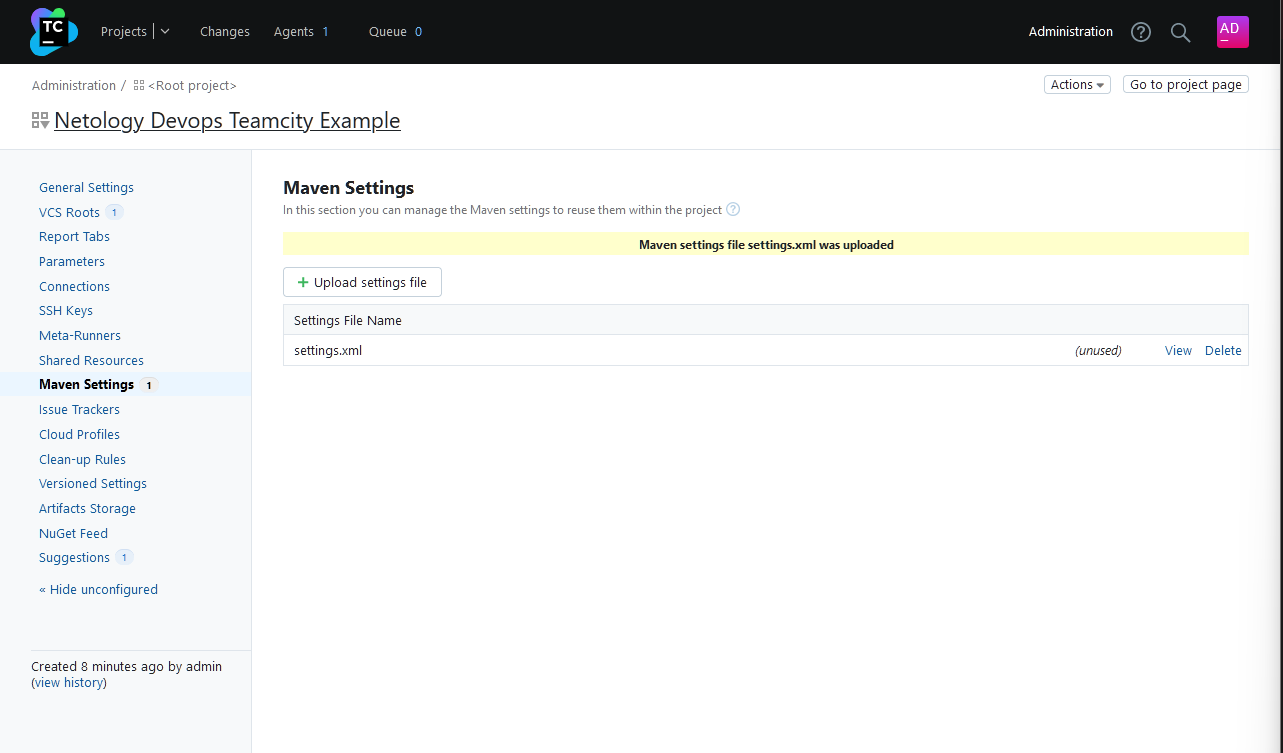 TC
Projects
Changes
Agents 1
Queue 0
Administration
?
AD
Administration / <Root project>
Actions
Go to project page
Netology Devops Teamcity Example
General Settings
VCS Roots 1
Report Tabs
Parameters
Connections
SSH Keys
Meta-Runners
Shared Resources
Maven Settings 1
Issue Trackers
Cloud Profiles
Clean-up Rules
Versioned Settings
Artifacts Storage
NuGet Feed
Suggestions 1
« Hide unconfigured
Created 8 minutes ago by admin
(view history)
Maven Settings
In this section you can manage the Maven settings to reuse them within the project ?
Maven settings file settings.xml was uploaded
+ Upload settings file
Settings File Name
settings.xml (unused) View Delete